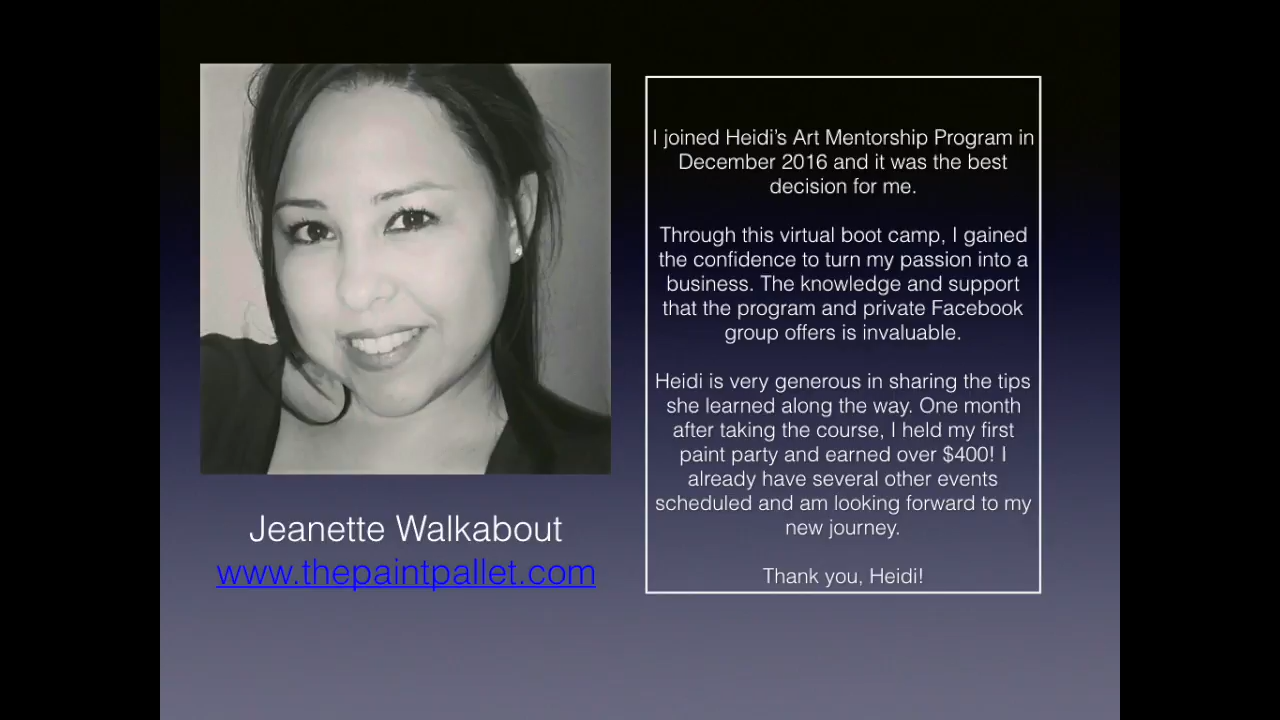 Jeanette Walkabout
www.thepaintpallet.com
I joined Heidi's Art Mentorship Program in
December 2016 and it was the best
decision for me.
Through this virtual boot camp, I gained
the confidence to turn my passion into a
business. The knowledge and support
that the program and private Facebook
group offers is invaluable.
Heidi is very generous in sharing the tips
she learned along the way. One month
after taking the course, I held my first
paint party and earned over $400! I
already have several other events
scheduled and am looking forward to my
new journey.
Thank you, Heidi!